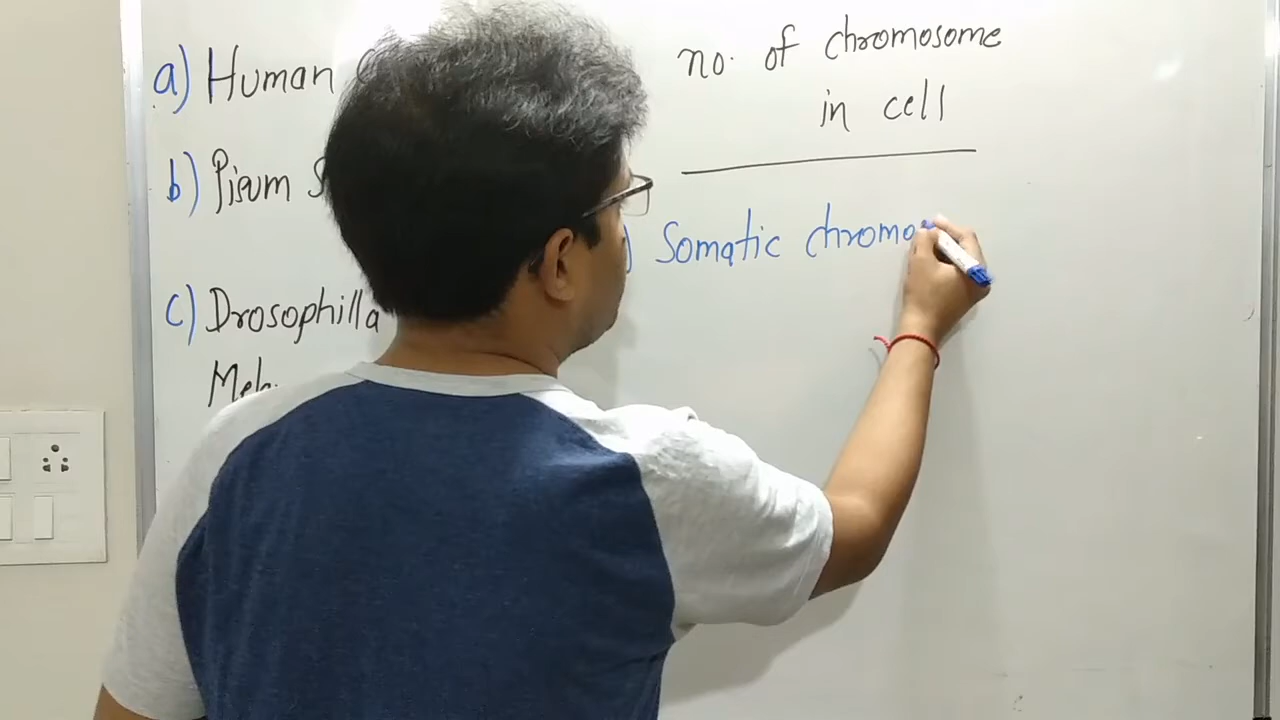 a) Human
b) Pisum
c) Drosophilla
no. of chromosome
in cell
) Somatic chromo